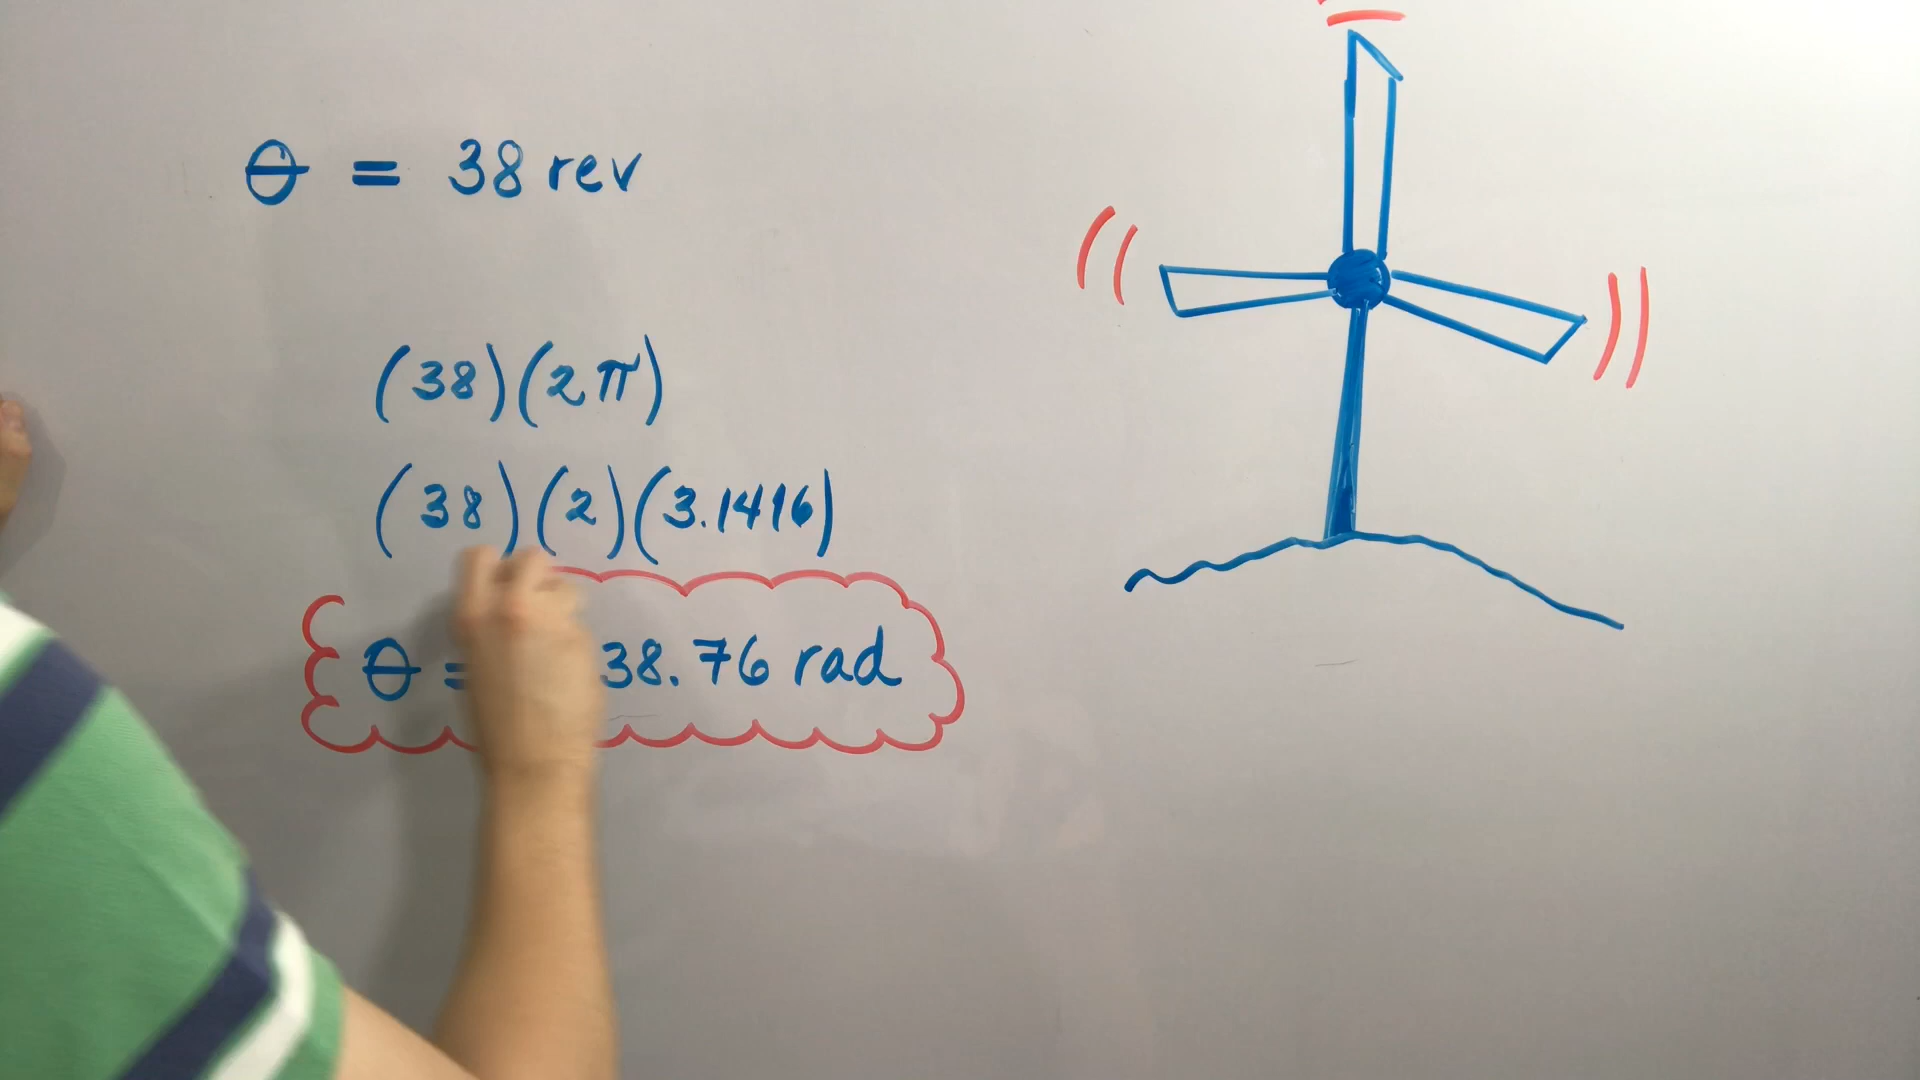 θ = 38 rev
(38)(2π)
(38)(2)(3.1416)
θ = 38.76 rad